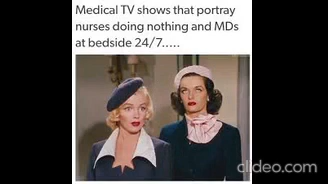 Medical TV shows that portray
nurses doing nothing and MDs
at bedside 24/7.....
clideo.com